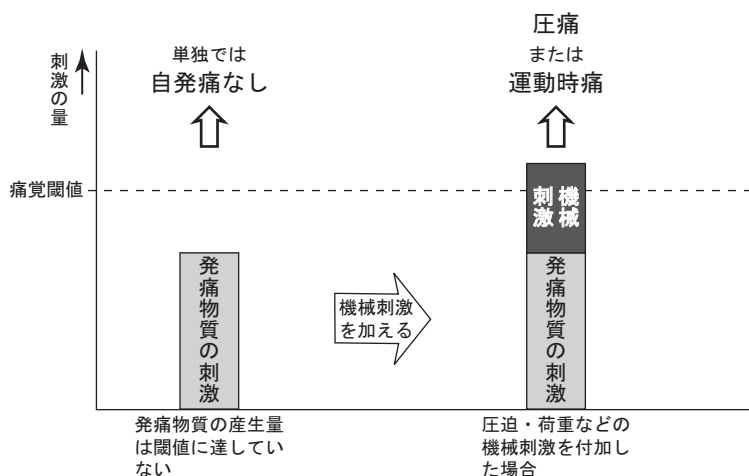 刺激の量
単独では
自発痛なし
圧痛
または
運動時痛
痛覚閾値
発痛物質の刺激
機械刺激
を加える
機械
刺激
発痛物質の刺激
発痛物質の産生量
は閾値に達してい
ない
圧迫・荷重などの
機械刺激を付加し
た場合